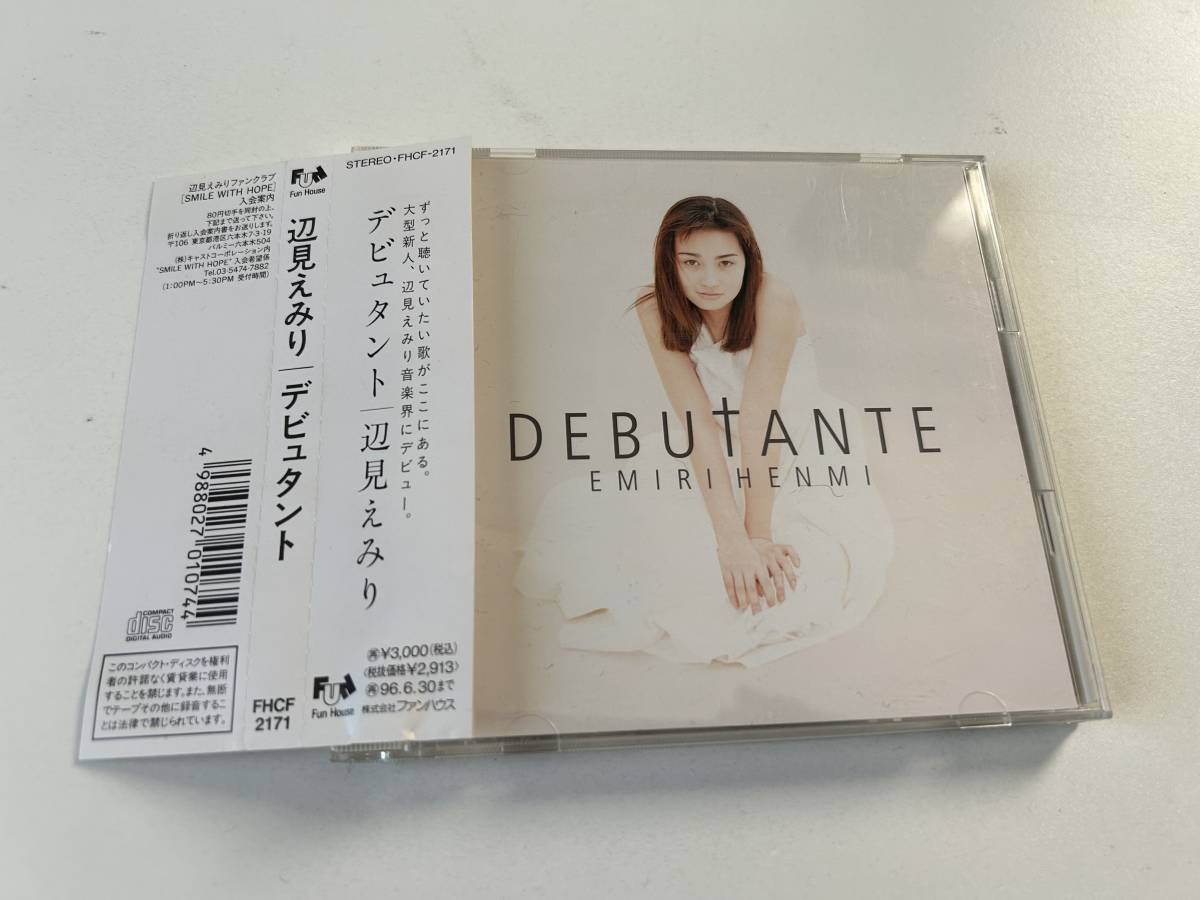 辺見えみりファンクラブ
[SMILE WITH HOPE]
入会案内
80円切手を同封の上、
下記まで送って下さい。
折り返し入会案内書をお送りします。
〒106 東京都港区六本木7-3-19
パルミー六本木504
(株)キャストコーポレーション内
"SMILE WITH HOPE" 入会希望係
Tel.03-5474-7882
(1:00PM〜5:30PM 受付時間)
4 988027 010744
COMPACT
disc
DIGITAL AUDIO
このコンパクト・ディスクを権利
者の許諾なく賃貸業に使用
することを禁じます。また、無断
でテープその他に録音するこ
とは法律で禁じられています。
Fun
Fun House
辺見えみり|デビュタント
FHCF
2171
STEREO・FHCF-2171
ずっと聴いていたい歌がここにある。
大型新人、辺見えみり音楽界にデビュー。
デビュタント|辺見えみり
Fun
Fun House
再¥3,000(税込)
〈税抜価格¥2,913〉
再96.6.30まで
株式会社ファンハウス
DEBUTANTE
EMIRI HENMI